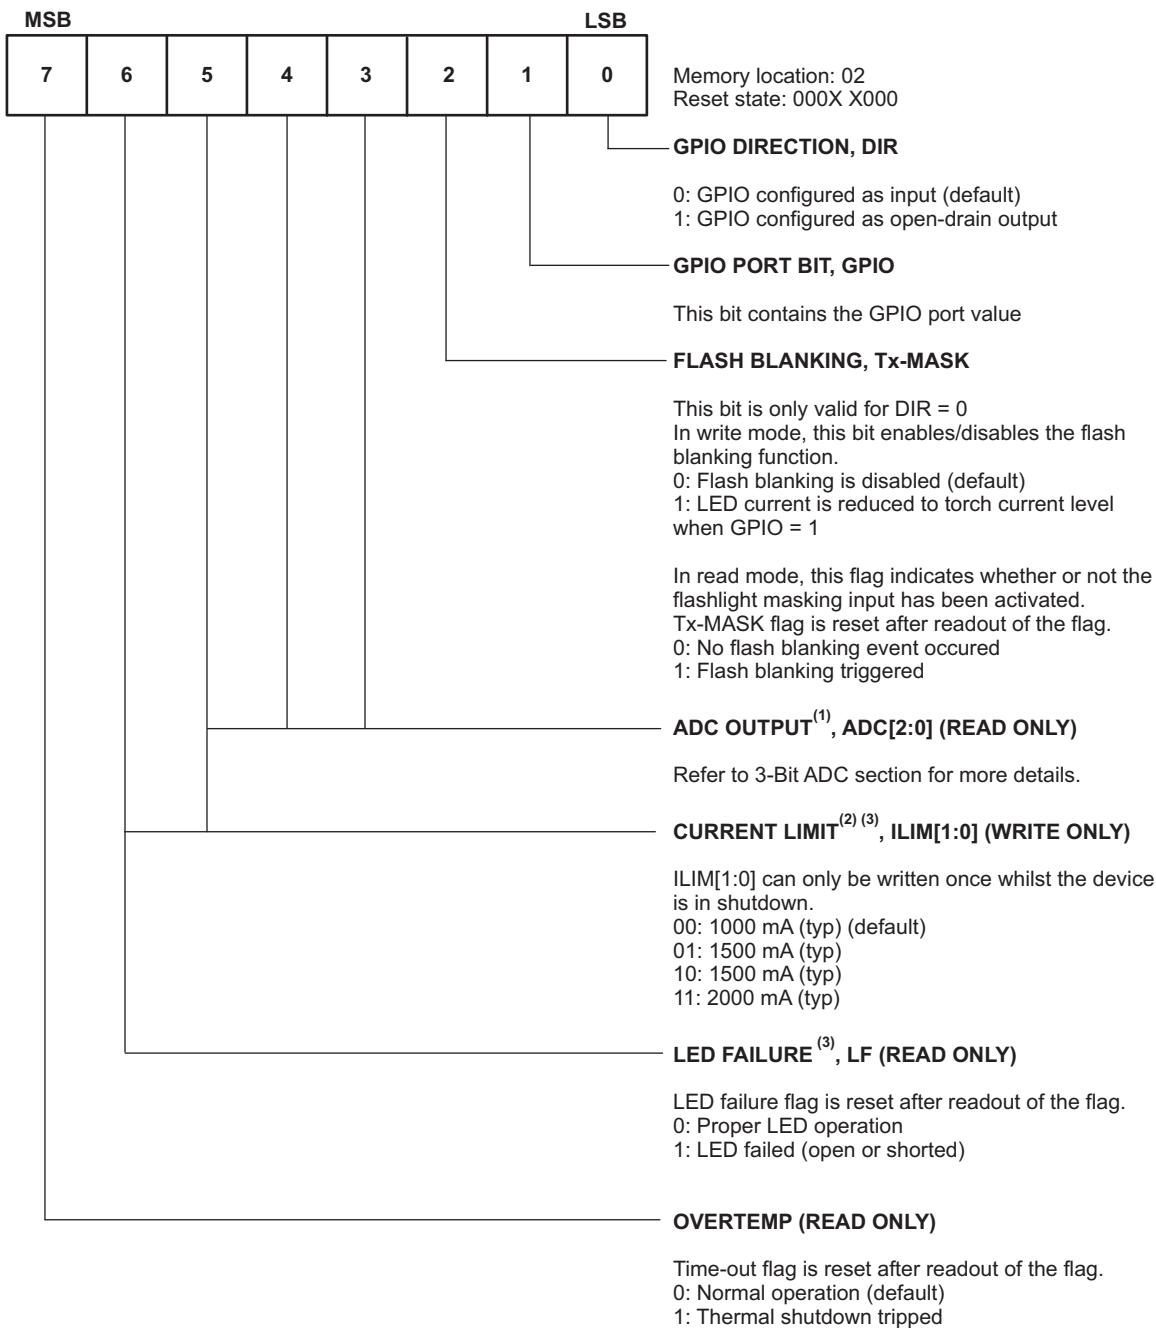 MSB LSB
7 6 5 4 3 2 1 0
Memory location: 02
Reset state: 000X X000
GPIO DIRECTION, DIR
0: GPIO configured as input (default)
1: GPIO configured as open-drain output
GPIO PORT BIT, GPIO
This bit contains the GPIO port value
FLASH BLANKING, Tx-MASK
This bit is only valid for DIR = 0
In write mode, this bit enables/disables the flash
blanking function.
0: Flash blanking is disabled (default)
1: LED current is reduced to torch current level
when GPIO = 1
In read mode, this flag indicates whether or not the
flashlight masking input has been activated.
Tx-MASK flag is reset after readout of the flag.
0: No flash blanking event occured
1: Flash blanking triggered
ADC OUTPUT(1), ADC[2:0] (READ ONLY)
Refer to 3-Bit ADC section for more details.
CURRENT LIMIT(2) (3), ILIM[1:0] (WRITE ONLY)
ILIM[1:0] can only be written once whilst the device
is in shutdown.
00: 1000 mA (typ) (default)
01: 1500 mA (typ)
10: 1500 mA (typ)
11: 2000 mA (typ)
LED FAILURE (3), LF (READ ONLY)
LED failure flag is reset after readout of the flag.
0: Proper LED operation
1: LED failed (open or shorted)
OVERTEMP (READ ONLY)
Time-out flag is reset after readout of the flag.
0: Normal operation (default)
1: Thermal shutdown tripped